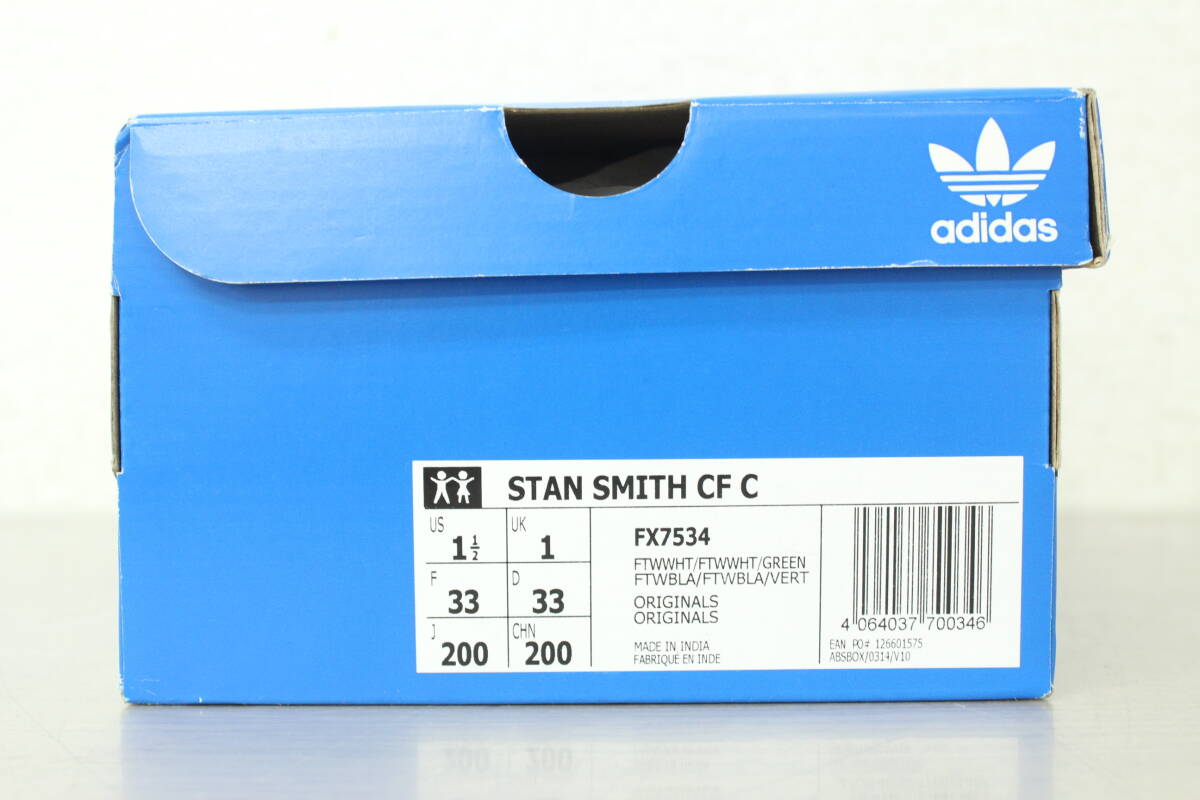 adidas
STAN SMITH CF C
US
1 1/2
UK
1
F
33
D
33
J
200
CHN
200
FX7534
FTWWHT/FTWWHT/GREEN
FTWBLA/FTWBLA/VERT
ORIGINALS
ORIGINALS
MADE IN INDIA
FABRIQUE EN INDE
4 064037 700346
EAN PO# 126601575
ABSBOX/0314/V10